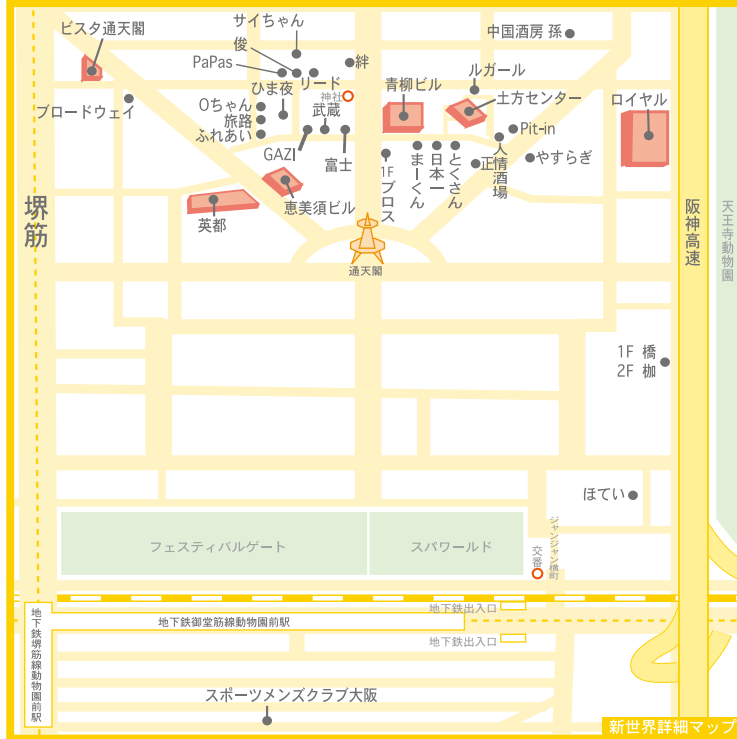 ビスタ通天閣
サイちゃん
俊
PaPas
絆
リード
ひま夜
神社
ブロードウェイ
Oちゃん
旅路
ふれあい
武蔵
GAZI
富士
中国酒房 孫
ルガール
青柳ビル
土方センター
ロイヤル
Pit-in
人情酒場
やすらぎ
正
とくさん
日本一
まーくん
1F ブロス
恵美須ビル
英都
堺筋
通天閣
阪神高速
天王寺動物園
1F 橋
2F 枷
ほてい
フェスティバルゲート
スパワールド
交番
ジャンジャン横町
地下鉄出入口
地下鉄御堂筋線動物園前駅
地下鉄堺筋線動物園前駅
地下鉄出入口
スポーツメンズクラブ大阪
新世界詳細マップ